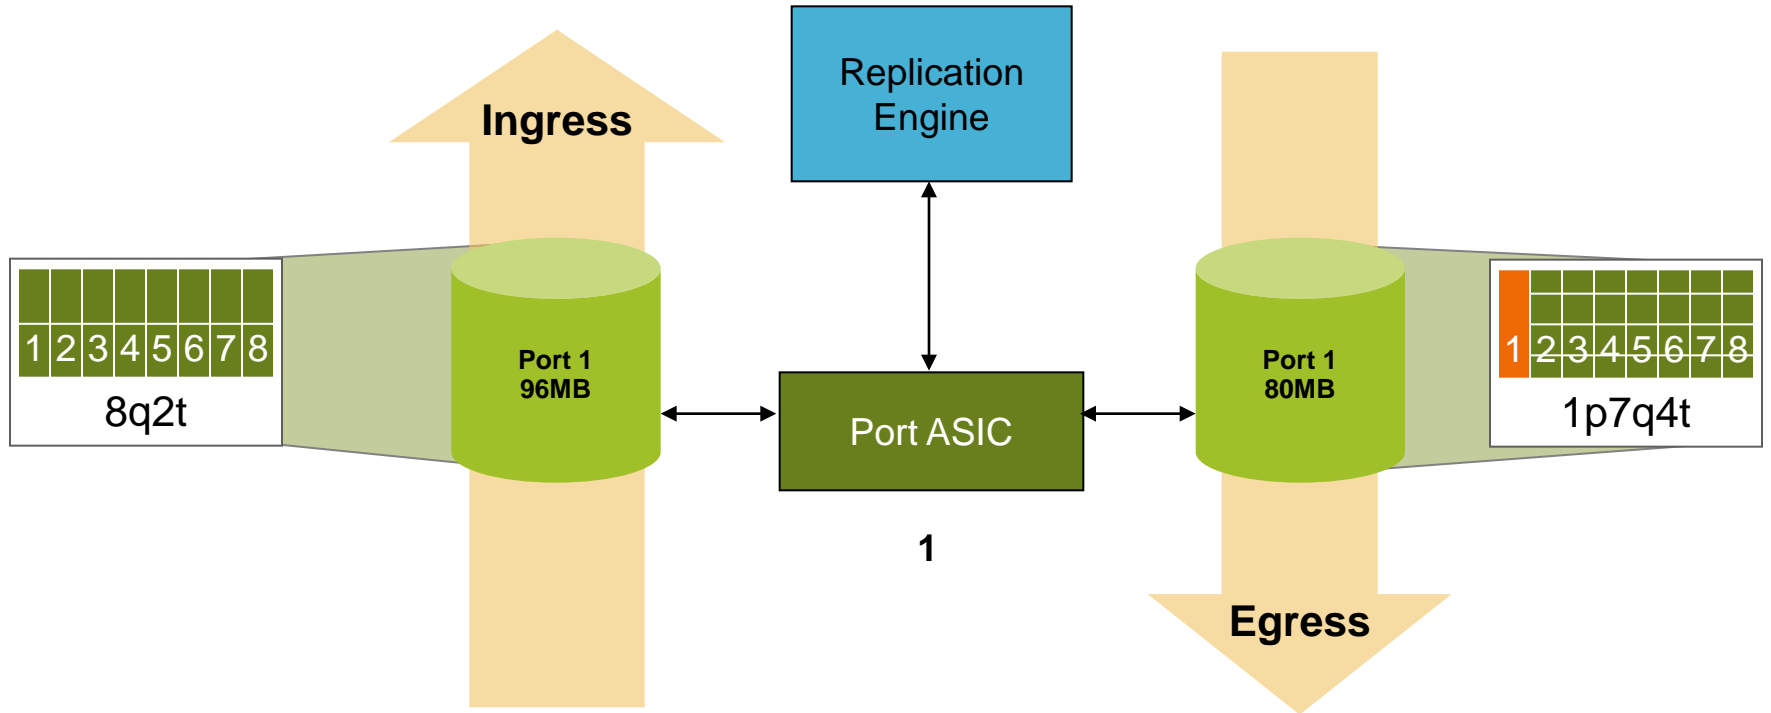 Replication
Engine
Ingress
1 2 3 4 5 6 7 8
8q2t
Port 1
96MB
Port ASIC
1
Port 1
80MB
1 2 3 4 5 6 7 8
1p7q4t
Egress